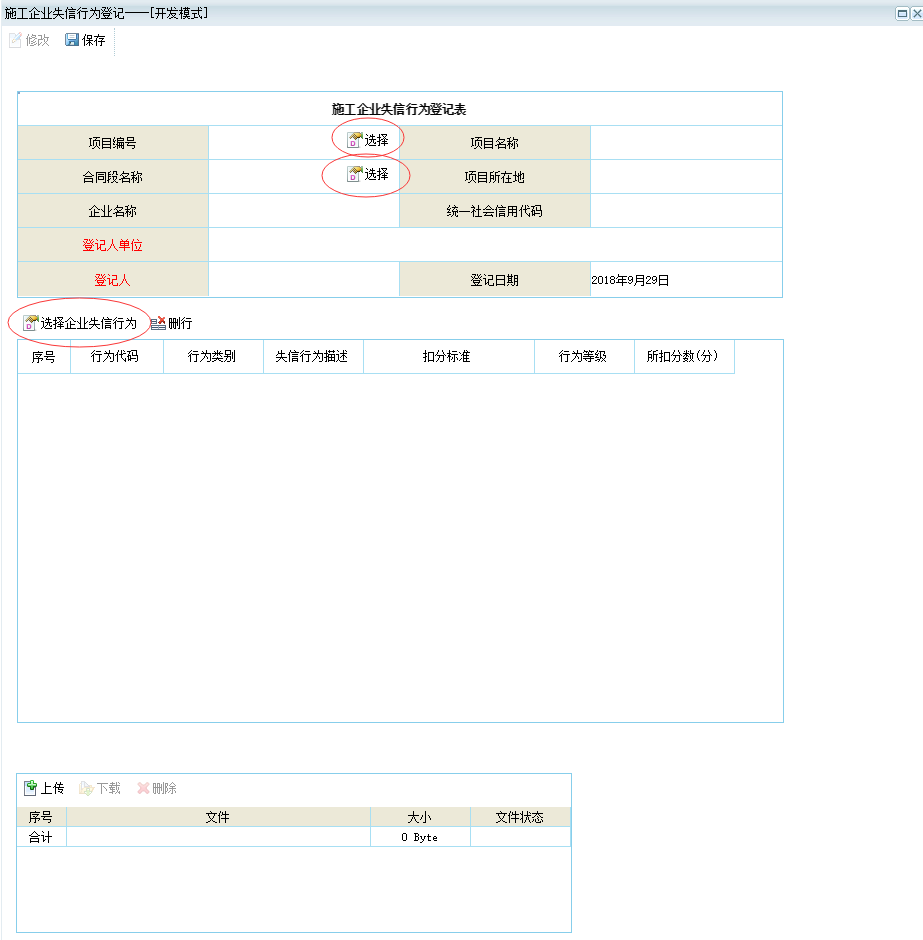 施工企业失信行为登记——[开发模式]
修改 保存
施工企业失信行为登记表
项目编号 选择 项目名称
合同段名称 选择 项目所在地
企业名称 统一社会信用代码
登记人单位
登记人 登记日期 2018年9月29日
选择企业失信行为 删行
序号 行为代码 行为类别 失信行为描述 扣分标准 行为等级 所扣分数(分)
上传 下载 删除
序号 文件 大小 文件状态
合计 0 Byte